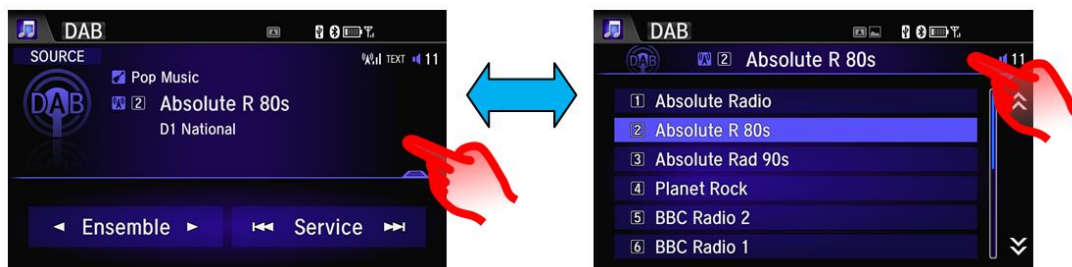 DAB
SOURCE
TEXT 11
Pop Music
DAB
2 Absolute R 80s
D1 National
Ensemble
Service
DAB
DAB
2 Absolute R 80s
11
1 Absolute Radio
2 Absolute R 80s
3 Absolute Rad 90s
4 Planet Rock
5 BBC Radio 2
6 BBC Radio 1